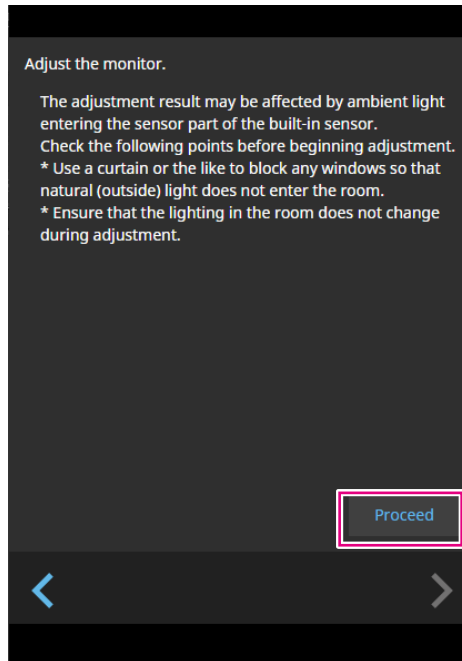 Adjust the monitor.
The adjustment result may be affected by ambient light
entering the sensor part of the built-in sensor.
Check the following points before beginning adjustment.
* Use a curtain or the like to block any windows so that
natural (outside) light does not enter the room.
* Ensure that the lighting in the room does not change
during adjustment.
Proceed